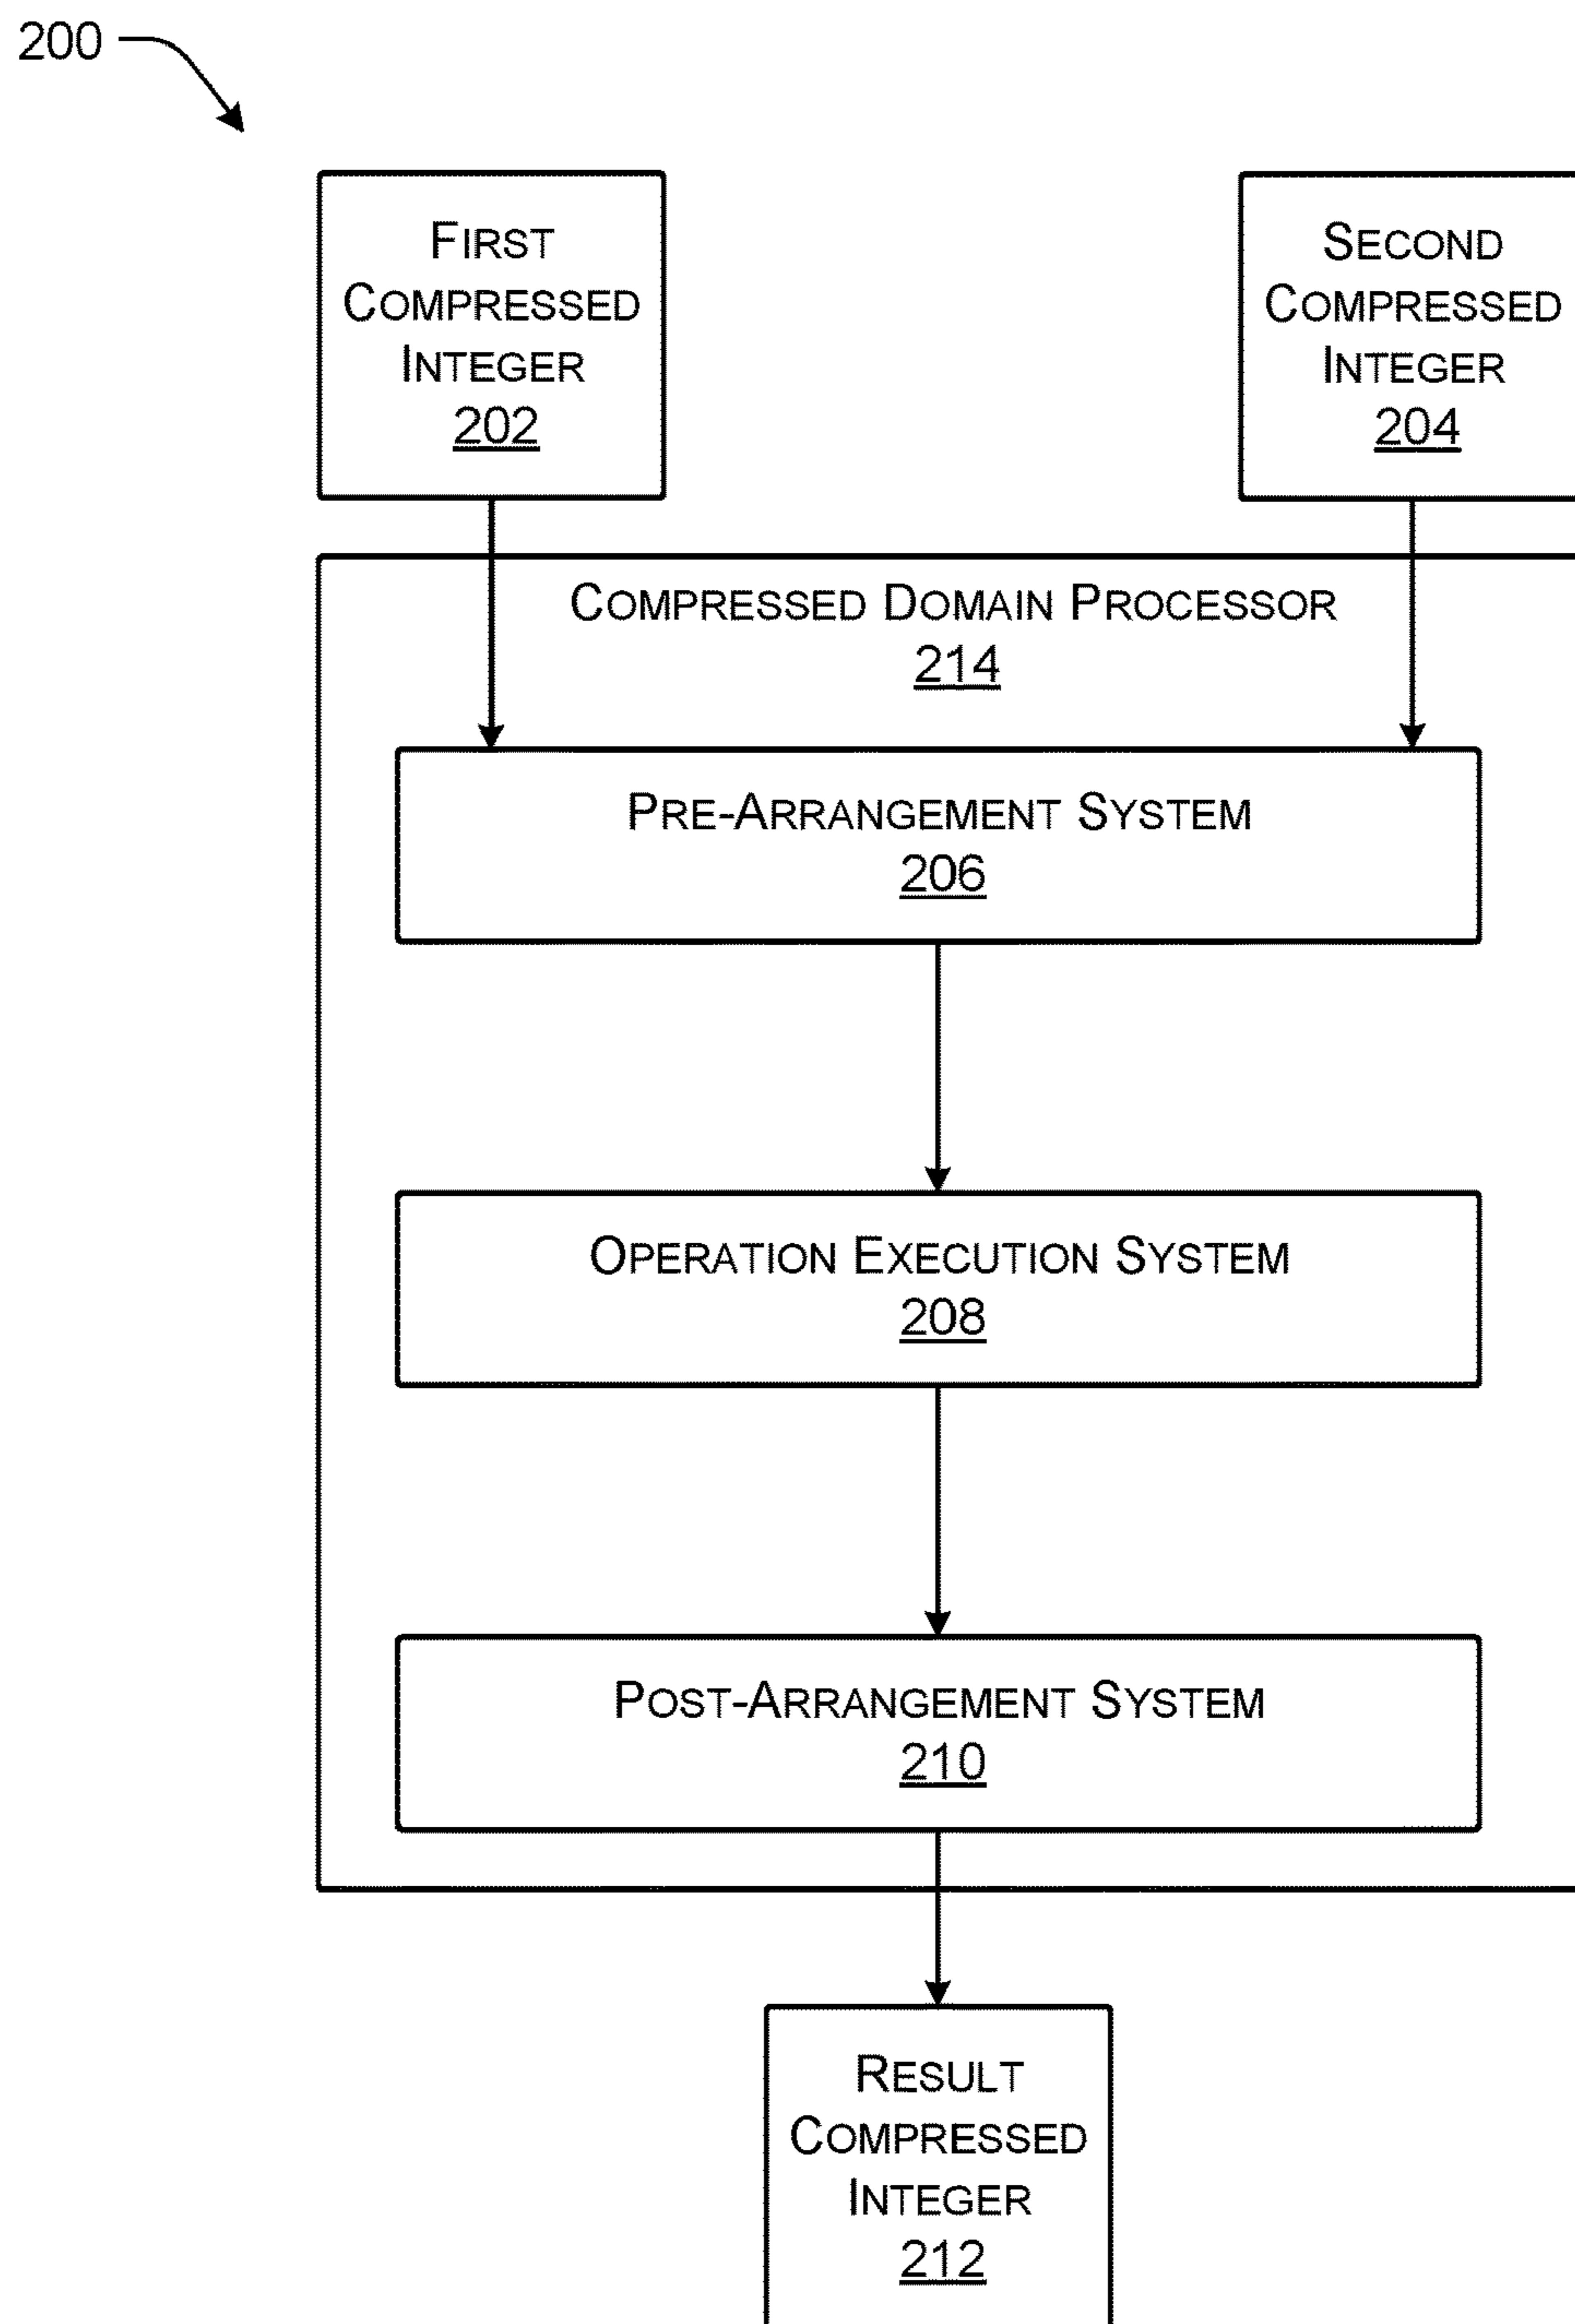 200
FIRST
COMPRESSED
INTEGER
202
SECOND
COMPRESSED
INTEGER
204
COMPRESSED DOMAIN PROCESSOR
214
PRE-ARRANGEMENT SYSTEM
206
OPERATION EXECUTION SYSTEM
208
POST-ARRANGEMENT SYSTEM
210
RESULT
COMPRESSED
INTEGER
212